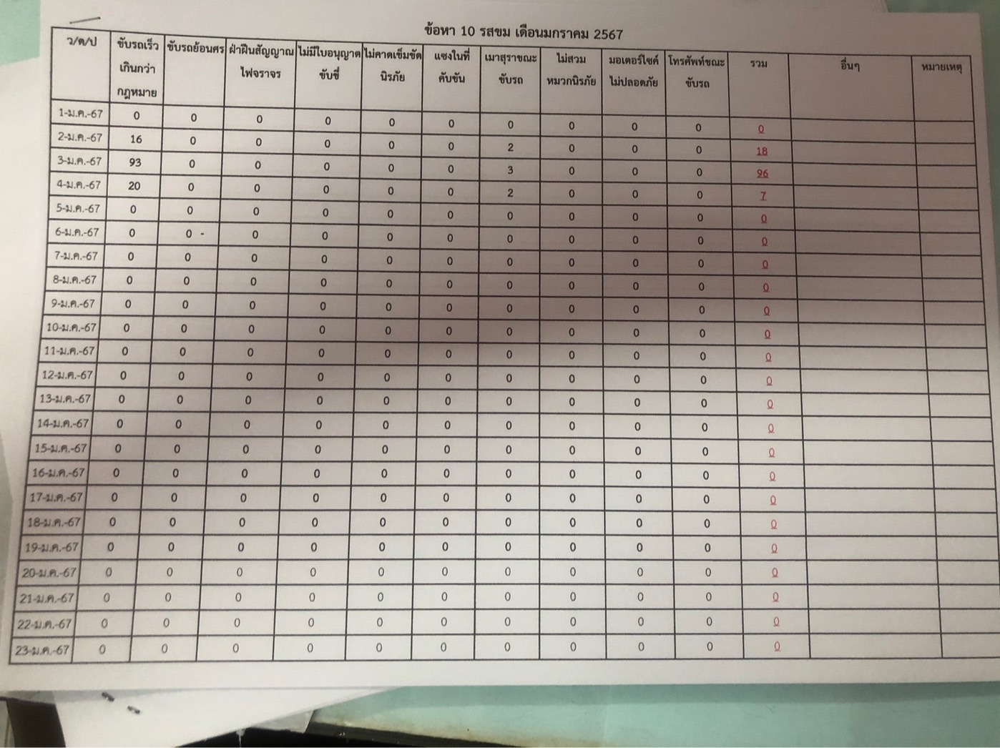 ข้อหา 10 รสขม เดือนมกราคม 2567
ว/ด/ป ขับรถเร็วเกินกว่ากฎหมาย ขับรถย้อนศร ฝ่าฝืนสัญญาณไฟจราจร ไม่มีใบอนุญาตขับขี่ ไม่คาดเข็มขัดนิรภัย แซงในที่คับขัน เมาสุราขณะขับรถ ไม่สวมหมวกนิรภัย มอเตอร์ไซค์ไม่ปลอดภัย โทรศัพท์ขณะขับรถ รวม อื่นๆ หมายเหตุ
1-ม.ค.-67 0 0 0 0 0 0 0 0 0 0 0
2-ม.ค.-67 16 0 0 0 0 0 2 0 0 0 18
3-ม.ค.-67 93 0 0 0 0 0 3 0 0 0 96
4-ม.ค.-67 20 0 0 0 0 0 2 0 0 0 7
5-ม.ค.-67 0 0 0 0 0 0 0 0 0 0 0
6-ม.ค.-67 0 0 - 0 0 0 0 0 0 0 0 0
7-ม.ค.-67 0 0 0 0 0 0 0 0 0 0 0
8-ม.ค.-67 0 0 0 0 0 0 0 0 0 0 0
9-ม.ค.-67 0 0 0 0 0 0 0 0 0 0 0
10-ม.ค.-67 0 0 0 0 0 0 0 0 0 0 0
11-ม.ค.-67 0 0 0 0 0 0 0 0 0 0 0
12-ม.ค.-67 0 0 0 0 0 0 0 0 0 0 0
13-ม.ค.-67 0 0 0 0 0 0 0 0 0 0 0
14-ม.ค.-67 0 0 0 0 0 0 0 0 0 0 0
15-ม.ค.-67 0 0 0 0 0 0 0 0 0 0 0
16-ม.ค.-67 0 0 0 0 0 0 0 0 0 0 0
17-ม.ค.-67 0 0 0 0 0 0 0 0 0 0 0
18-ม.ค.-67 0 0 0 0 0 0 0 0 0 0 0
19-ม.ค.-67 0 0 0 0 0 0 0 0 0 0 0
20-ม.ค.-67 0 0 0 0 0 0 0 0 0 0 0
21-ม.ค.-67 0 0 0 0 0 0 0 0 0 0 0
22-ม.ค.-67 0 0 0 0 0 0 0 0 0 0 0
23-ม.ค.-67 0 0 0 0 0 0 0 0 0 0 0